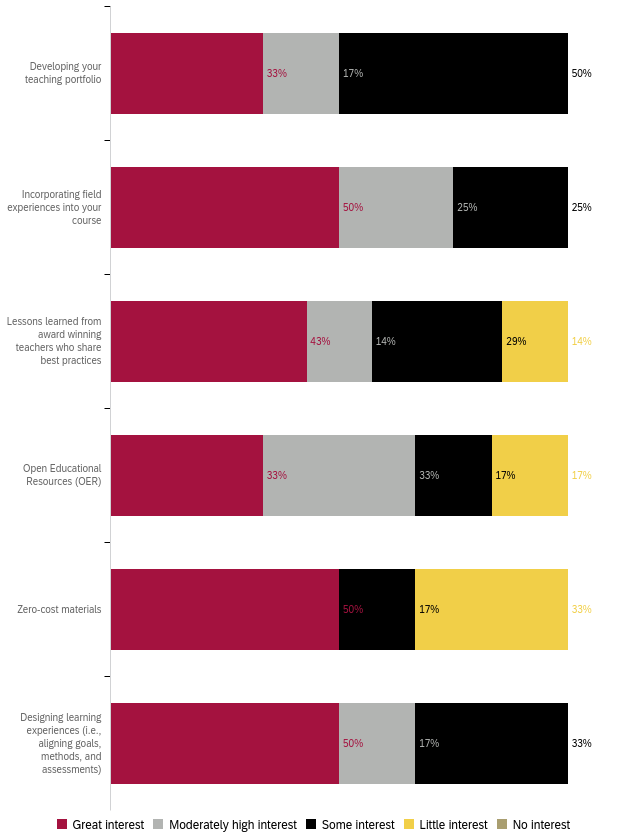 Developing your
teaching portfolio
33% 17% 50%
Incorporating field
experiences into your
course
50% 25% 25%
Lessons learned from
award winning
teachers who share
best practices
43% 14% 29% 14%
Open Educational
Resources (OER)
33% 33% 17% 17%
Zero-cost materials
50% 17% 33%
Designing learning
experiences (i.e.,
aligning goals,
methods, and
assessments)
50% 17% 33%
Great interest Moderately high interest Some interest Little interest No interest